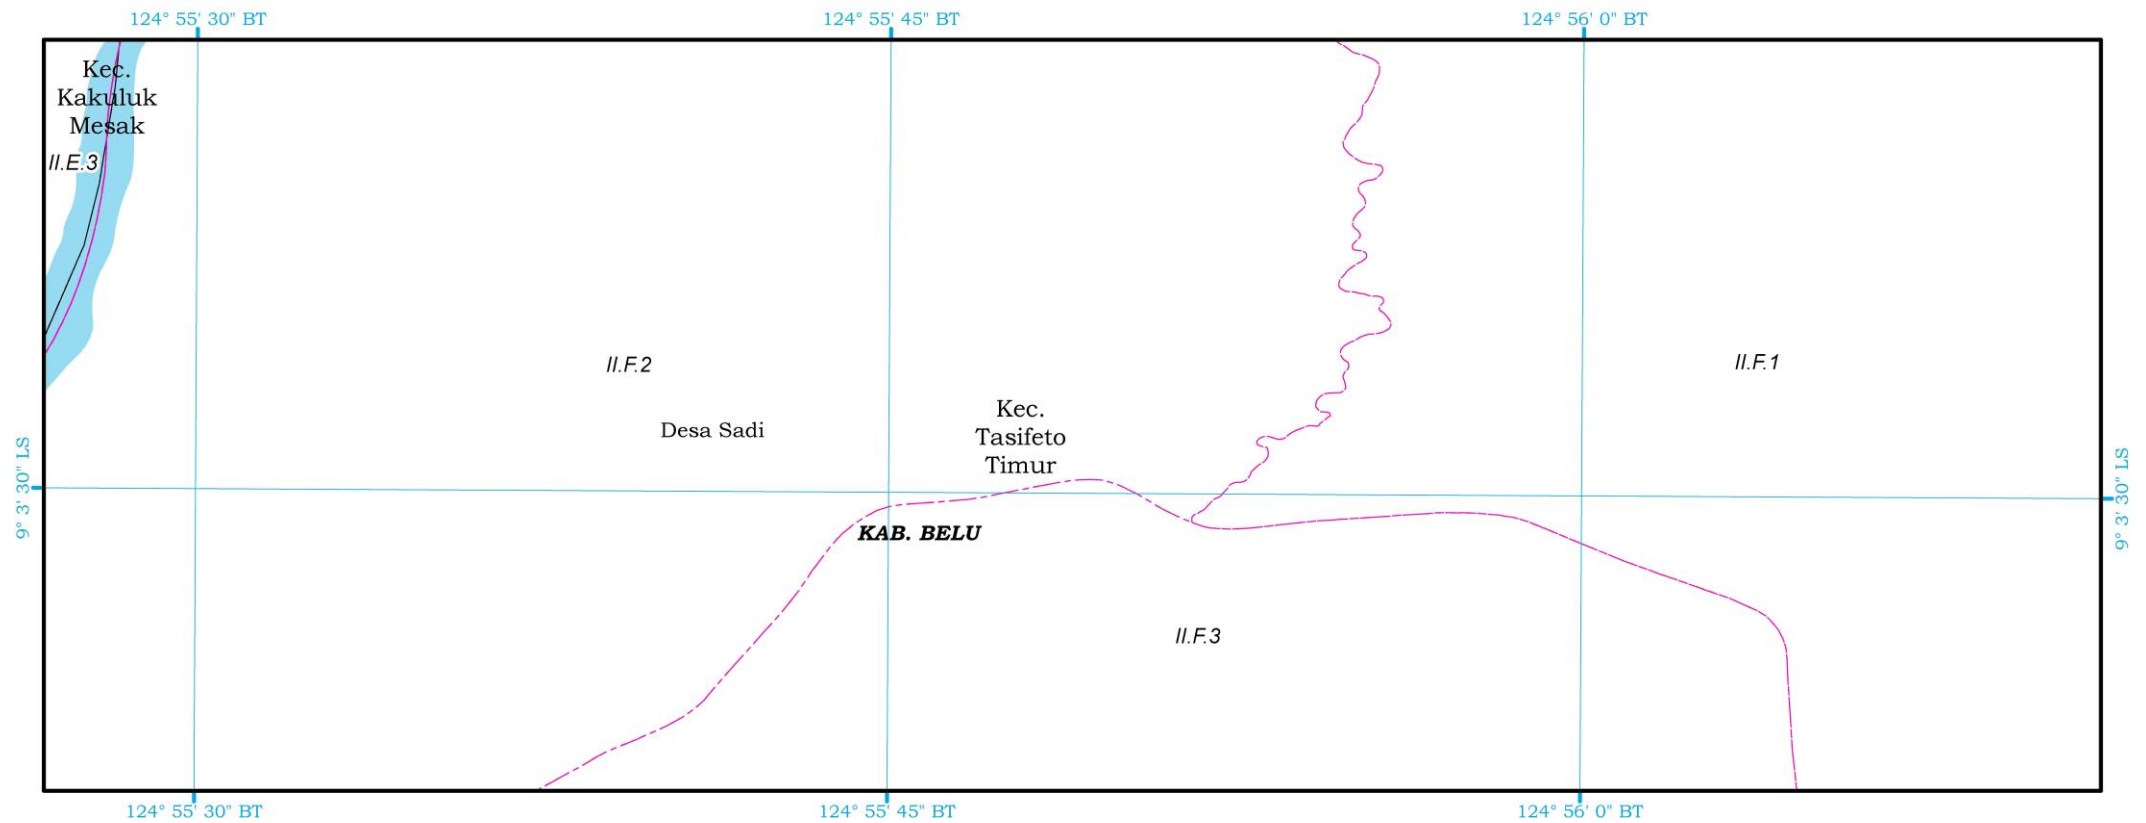 124° 55' 30" BT
124° 55' 45" BT
124° 56' 0" BT
Kec.
Kakuluk
Mesak
II.E.3
II.F.2
II.F.1
Desa Sadi
Kec.
Tasifeto
Timur
9° 3' 30" LS
9° 3' 30" LS
KAB. BELU
II.F.3
124° 55' 30" BT
124° 55' 45" BT
124° 56' 0" BT